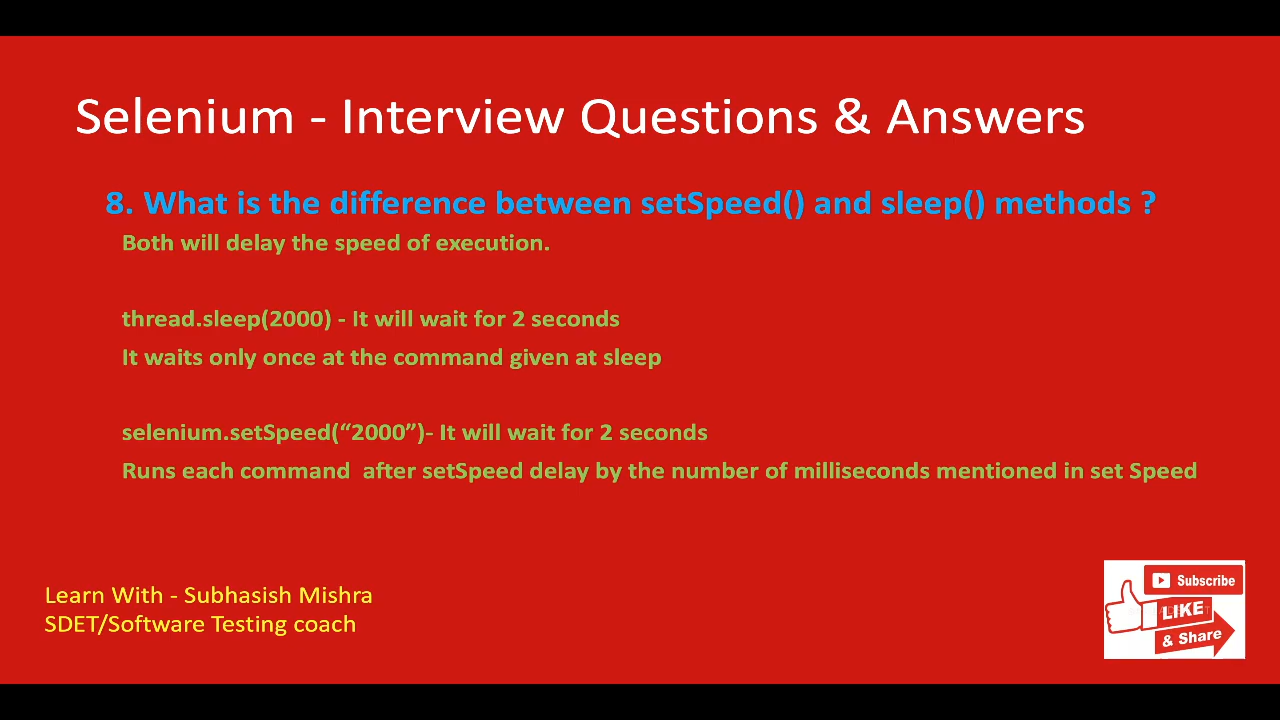 Selenium - Interview Questions & Answers
8. What is the difference between setSpeed() and sleep() methods ?
Both will delay the speed of execution.
thread.sleep(2000) - It will wait for 2 seconds
It waits only once at the command given at sleep
selenium.setSpeed(“2000”)- It will wait for 2 seconds
Runs each command  after setSpeed delay by the number of milliseconds mentioned in set Speed
Learn With - Subhasish Mishra
SDET/Software Testing coach
Subscribe
LIKE
& Share